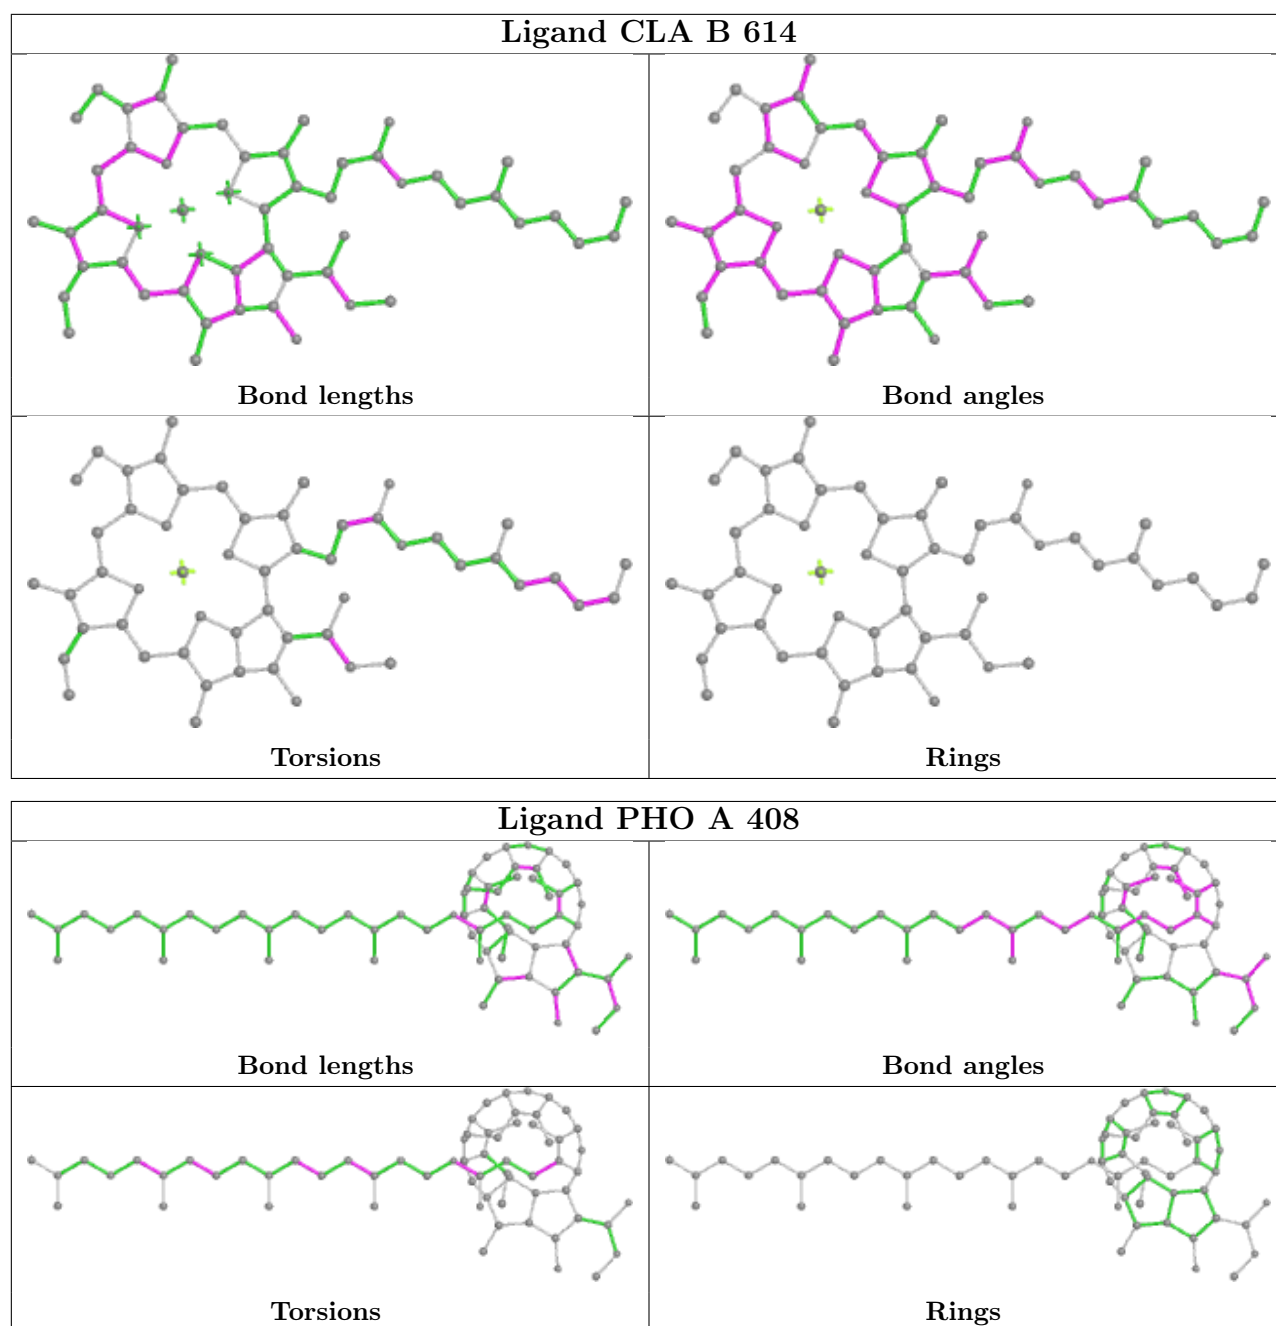 Ligand CLA B 614
Bond lengths
Bond angles
Torsions
Rings
Ligand PHO A 408
Bond lengths
Bond angles
Torsions
Rings